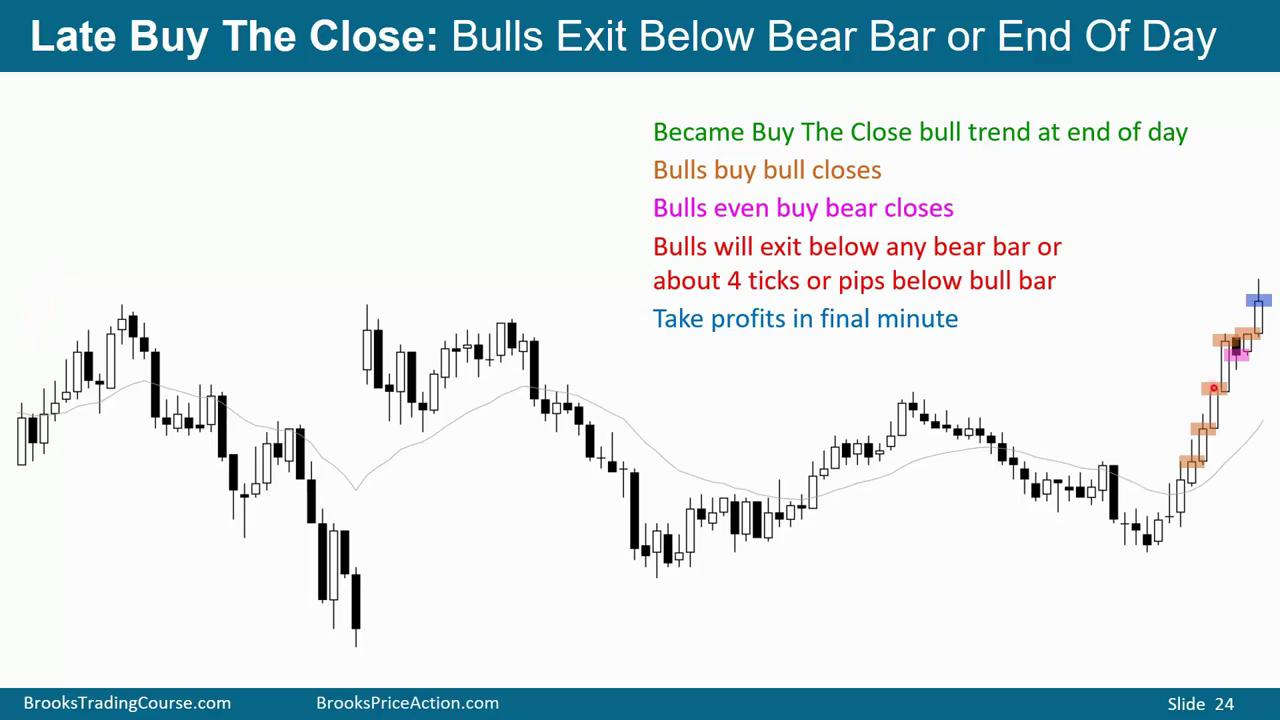 Late Buy The Close: Bulls Exit Below Bear Bar or End Of Day
Became Buy The Close bull trend at end of day
Bulls buy bull closes
Bulls even buy bear closes
Bulls will exit below any bear bar or
about 4 ticks or pips below bull bar
Take profits in final minute
BrooksTradingCourse.com
BrooksPriceAction.com
Slide 24